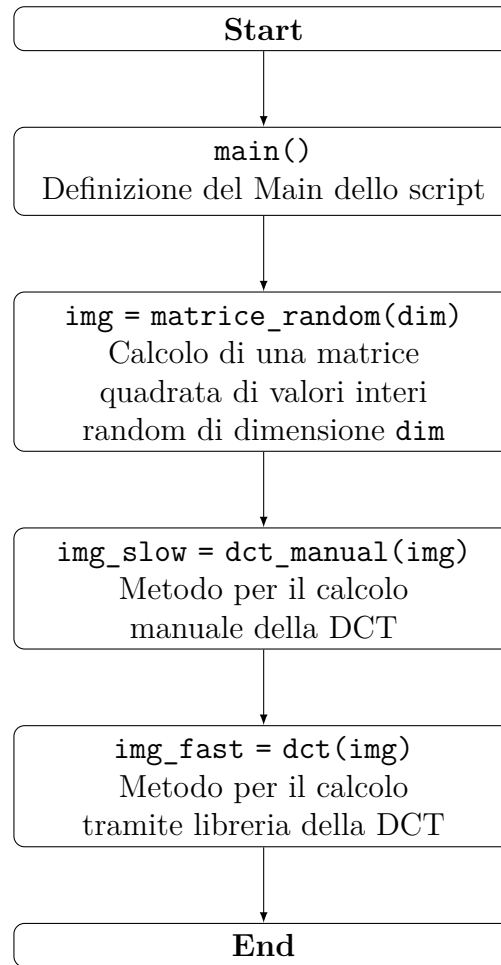 Start
main()
Definizione del Main dello script
img = matrice_random(dim)
Calcolo di una matrice
quadrata di valori interi
random di dimensione dim
img_slow = dct_manual(img)
Metodo per il calcolo
manuale della DCT
img_fast = dct(img)
Metodo per il calcolo
tramite libreria della DCT
End